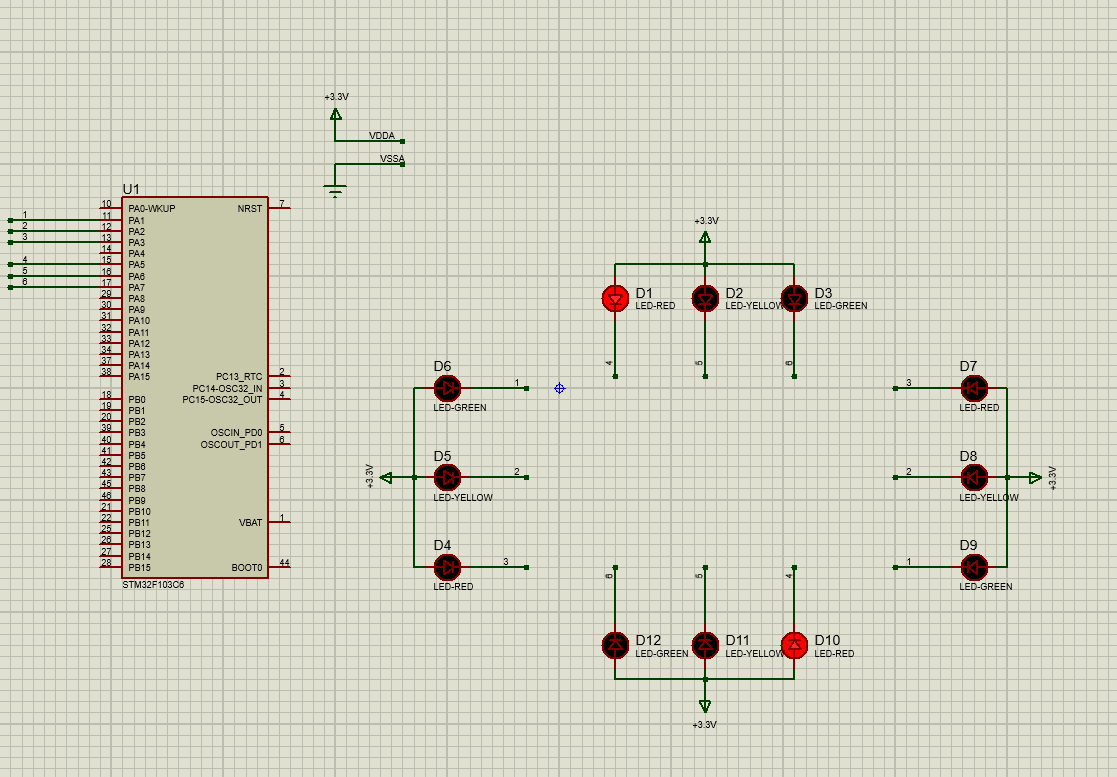 +3.3V
VDDA
VSSA
U1
10 PA0-WKUP NRST 7
1 11 PA1
2 12 PA2
3 13 PA3
14 PA4
4 15 PA5
5 16 PA6
6 17 PA7
29 PA8
30 PA9
31 PA10
32 PA11
33 PA12
34 PA13
37 PA14
38 PA15
PC13_RTC 2
PC14-OSC32_IN 3
PC15-OSC32_OUT 4
18 PB0
19 PB1
20 PB2
39 PB3
40 PB4
41 PB5
42 PB6
43 PB7
45 PB8
46 PB9
21 PB10
22 PB11
25 PB12
26 PB13
27 PB14
28 PB15
OSCIN_PD0 5
OSCOUT_PD1 6
VBAT 1
BOOT0 44
STM32F103C6
+3.3V
D1
LED-RED
D2
LED-YELLOW
D3
LED-GREEN
4
5
6
D6
1
LED-GREEN
D5
2
LED-YELLOW
+3.3V
D4
3
LED-RED
D7
3
LED-RED
D8
2
LED-YELLOW
+3.3V
D9
1
LED-GREEN
6
5
4
D12
LED-GREEN
D11
LED-YELLOW
D10
LED-RED
+3.3V